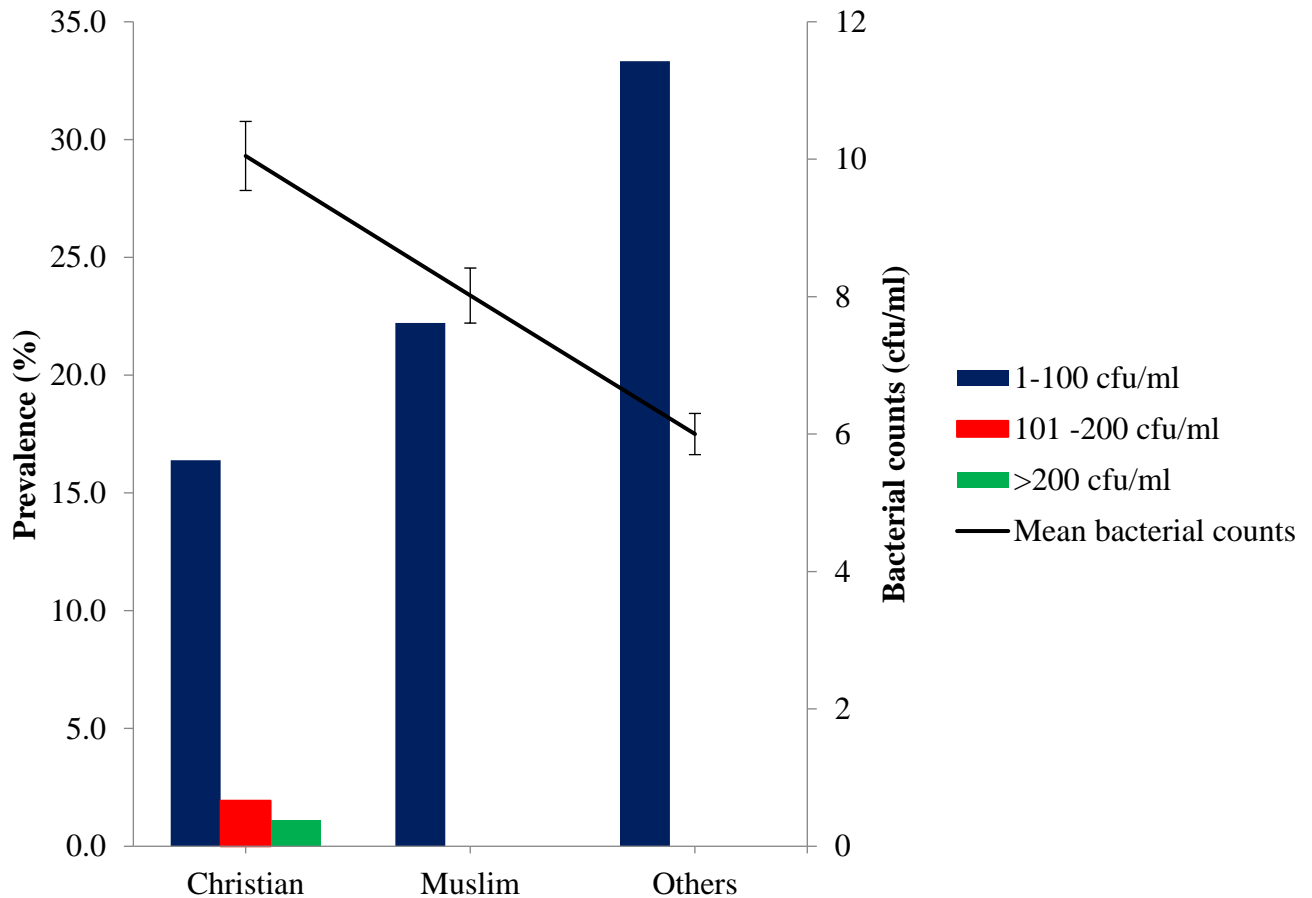 Prevalence (%)
35.0
30.0
25.0
20.0
15.0
10.0
5.0
0.0
Christian
Muslim
Others
12
10
8
6
4
2
0
Bacterial counts (cfu/ml)
1-100 cfu/ml
101 -200 cfu/ml
>200 cfu/ml
Mean bacterial counts